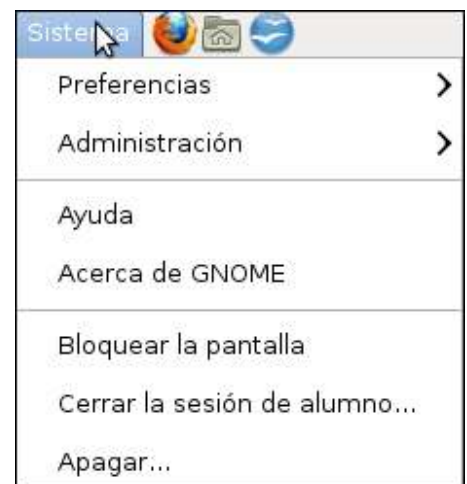 Sistema
Preferencias
Administración
Ayuda
Acerca de GNOME
Bloquear la pantalla
Cerrar la sesión de alumno...
Apagar...